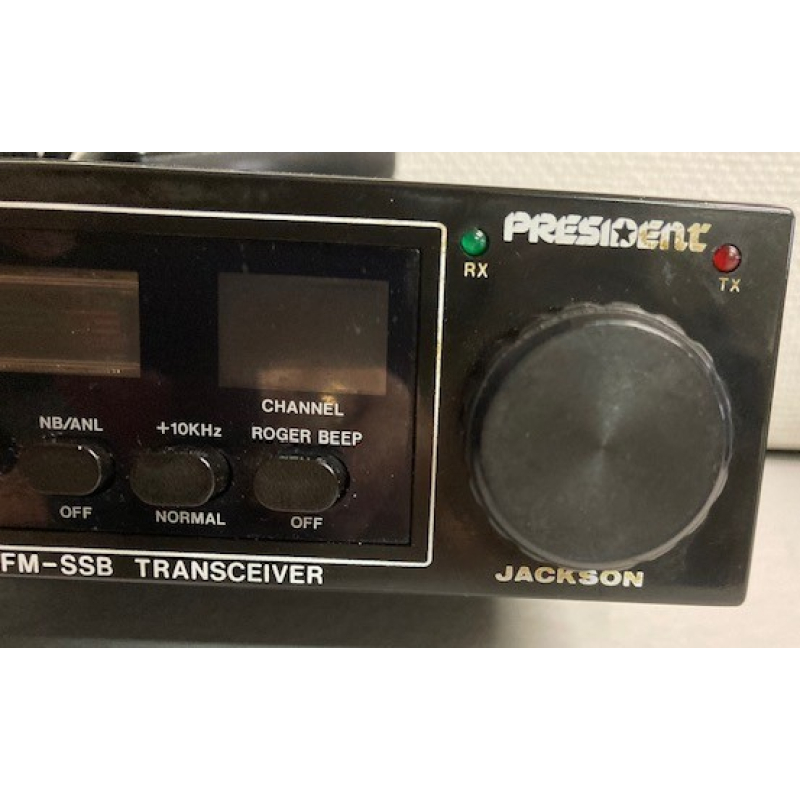 PRESIDENT
RX
TX
CHANNEL
NB/ANL
+10KHz
ROGER BEEP
OFF
NORMAL
OFF
FM-SSB TRANSCEIVER
JACKSON